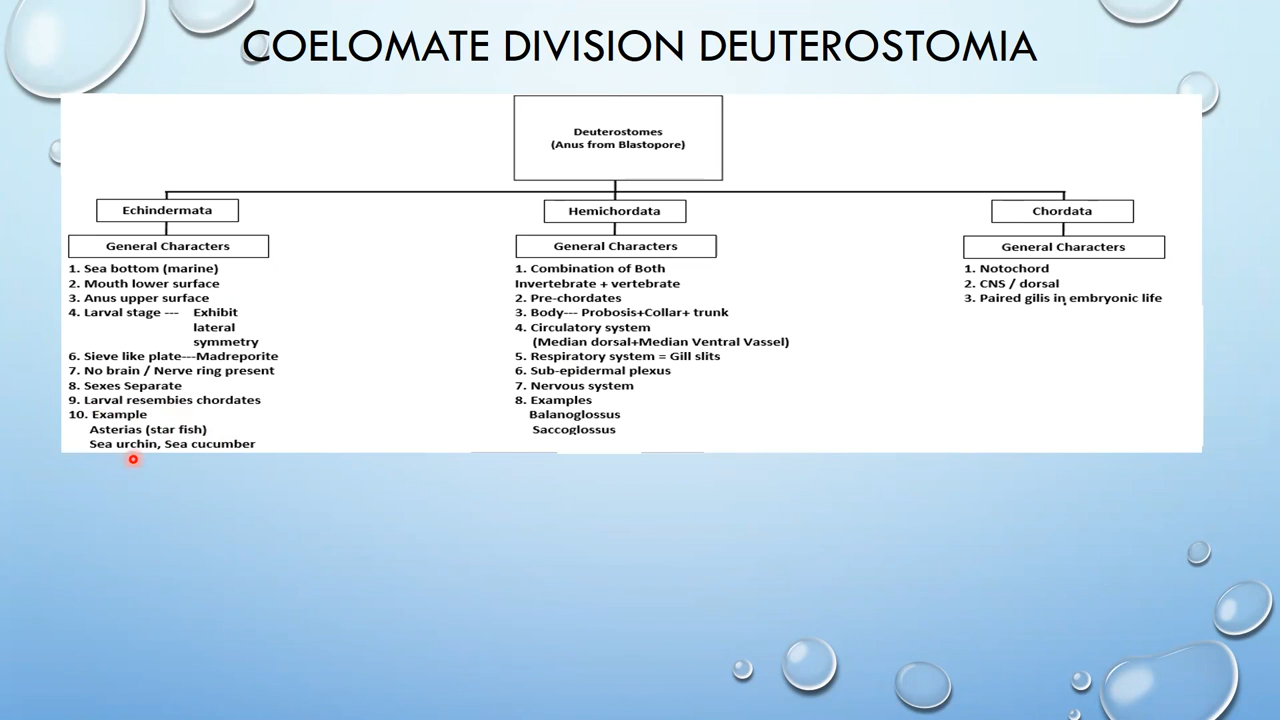 COELOMATE DIVISION DEUTEROSTOMIA
Deuterostomes
(Anus from Blastopore)
Echindermata
General Characters
1. Sea bottom (marine)
2. Mouth lower surface
3. Anus upper surface
4. Larval stage --- Exhibit
lateral
symmetry
6. Sieve like plate---Madreporite
7. No brain / Nerve ring present
8. Sexes Separate
9. Larval resembies chordates
10. Example
Asterias (star fish)
Sea urchin, Sea cucumber
Hemichordata
General Characters
1. Combination of Both
Invertebrate + vertebrate
2. Pre-chordates
3. Body--- Probosis+Collar+ trunk
4. Circulatory system
(Median dorsal+Median Ventral Vassel)
5. Respiratory system = Gill slits
6. Sub-epidermal plexus
7. Nervous system
8. Examples
Balanoglossus
Saccoglossus
Chordata
General Characters
1. Notochord
2. CNS / dorsal
3. Paired gilis in embryonic life